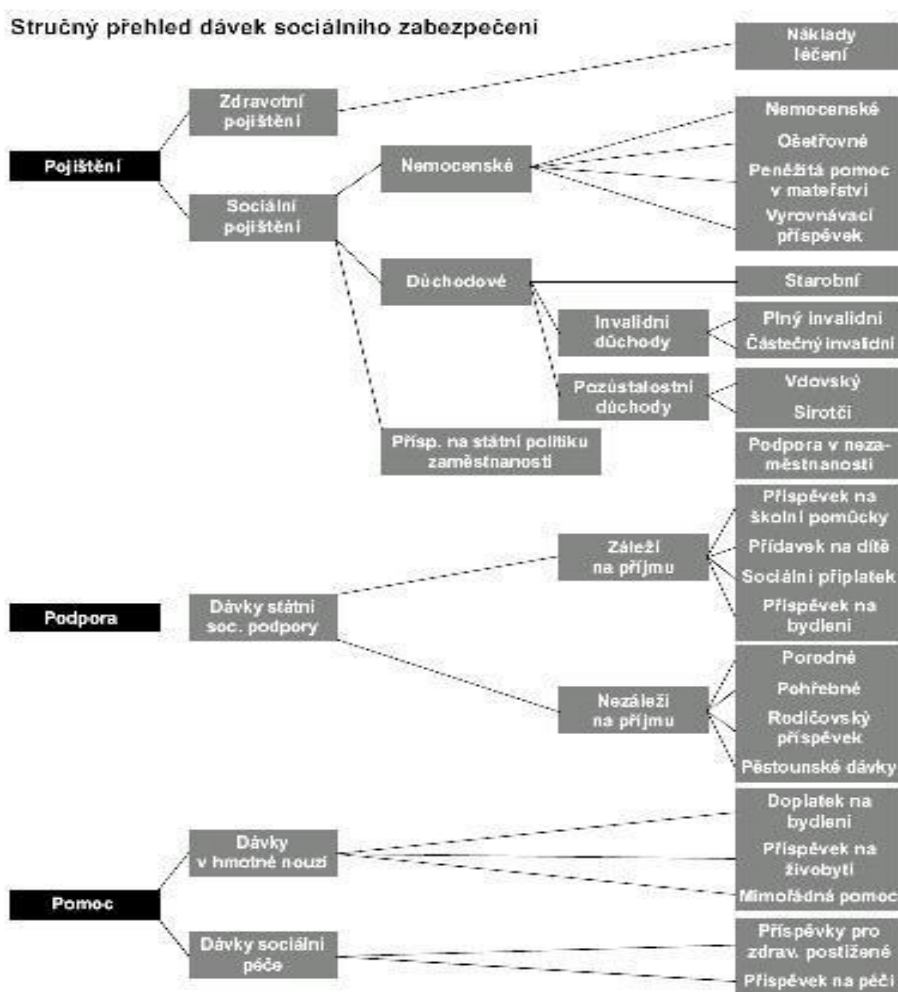 Stručný přehled dávek sociálního zabezpečení
Náklady
léčení
Zdravotní
pojištění
Pojištění
Sociální
pojištění
Nemocenské
Nemocenské
Ošetřovné
Peněžitá pomoc
v mateřství
Vyrovnávací
příspěvek
Důchodové
Starobní
Invalidní
důchody
Plný invalidní
Částečný invalidní
Pozůstalostní
důchody
Vdovský
Sirotčí
Přísp. na státní politiku
zaměstnanosti
Podpora v neza-
městnanosti
Podpora
Dávky státní
soc. podpory
Záleží
na příjmu
Příspěvek na
školní pomůcky
Přídavek na dítě
Sociální příplatek
Příspěvek na
bydlení
Nezáleží
na příjmu
Porodné
Pohřebné
Rodičovský
příspěvek
Pěstounské dávky
Pomoc
Dávky
v hmotné nouzi
Doplatek na
bydlení
Příspěvek na
živobytí
Mimořádná pomoc
Dávky sociální
péče
Příspěvky pro
zdrav. postižené
Příspěvek na péči